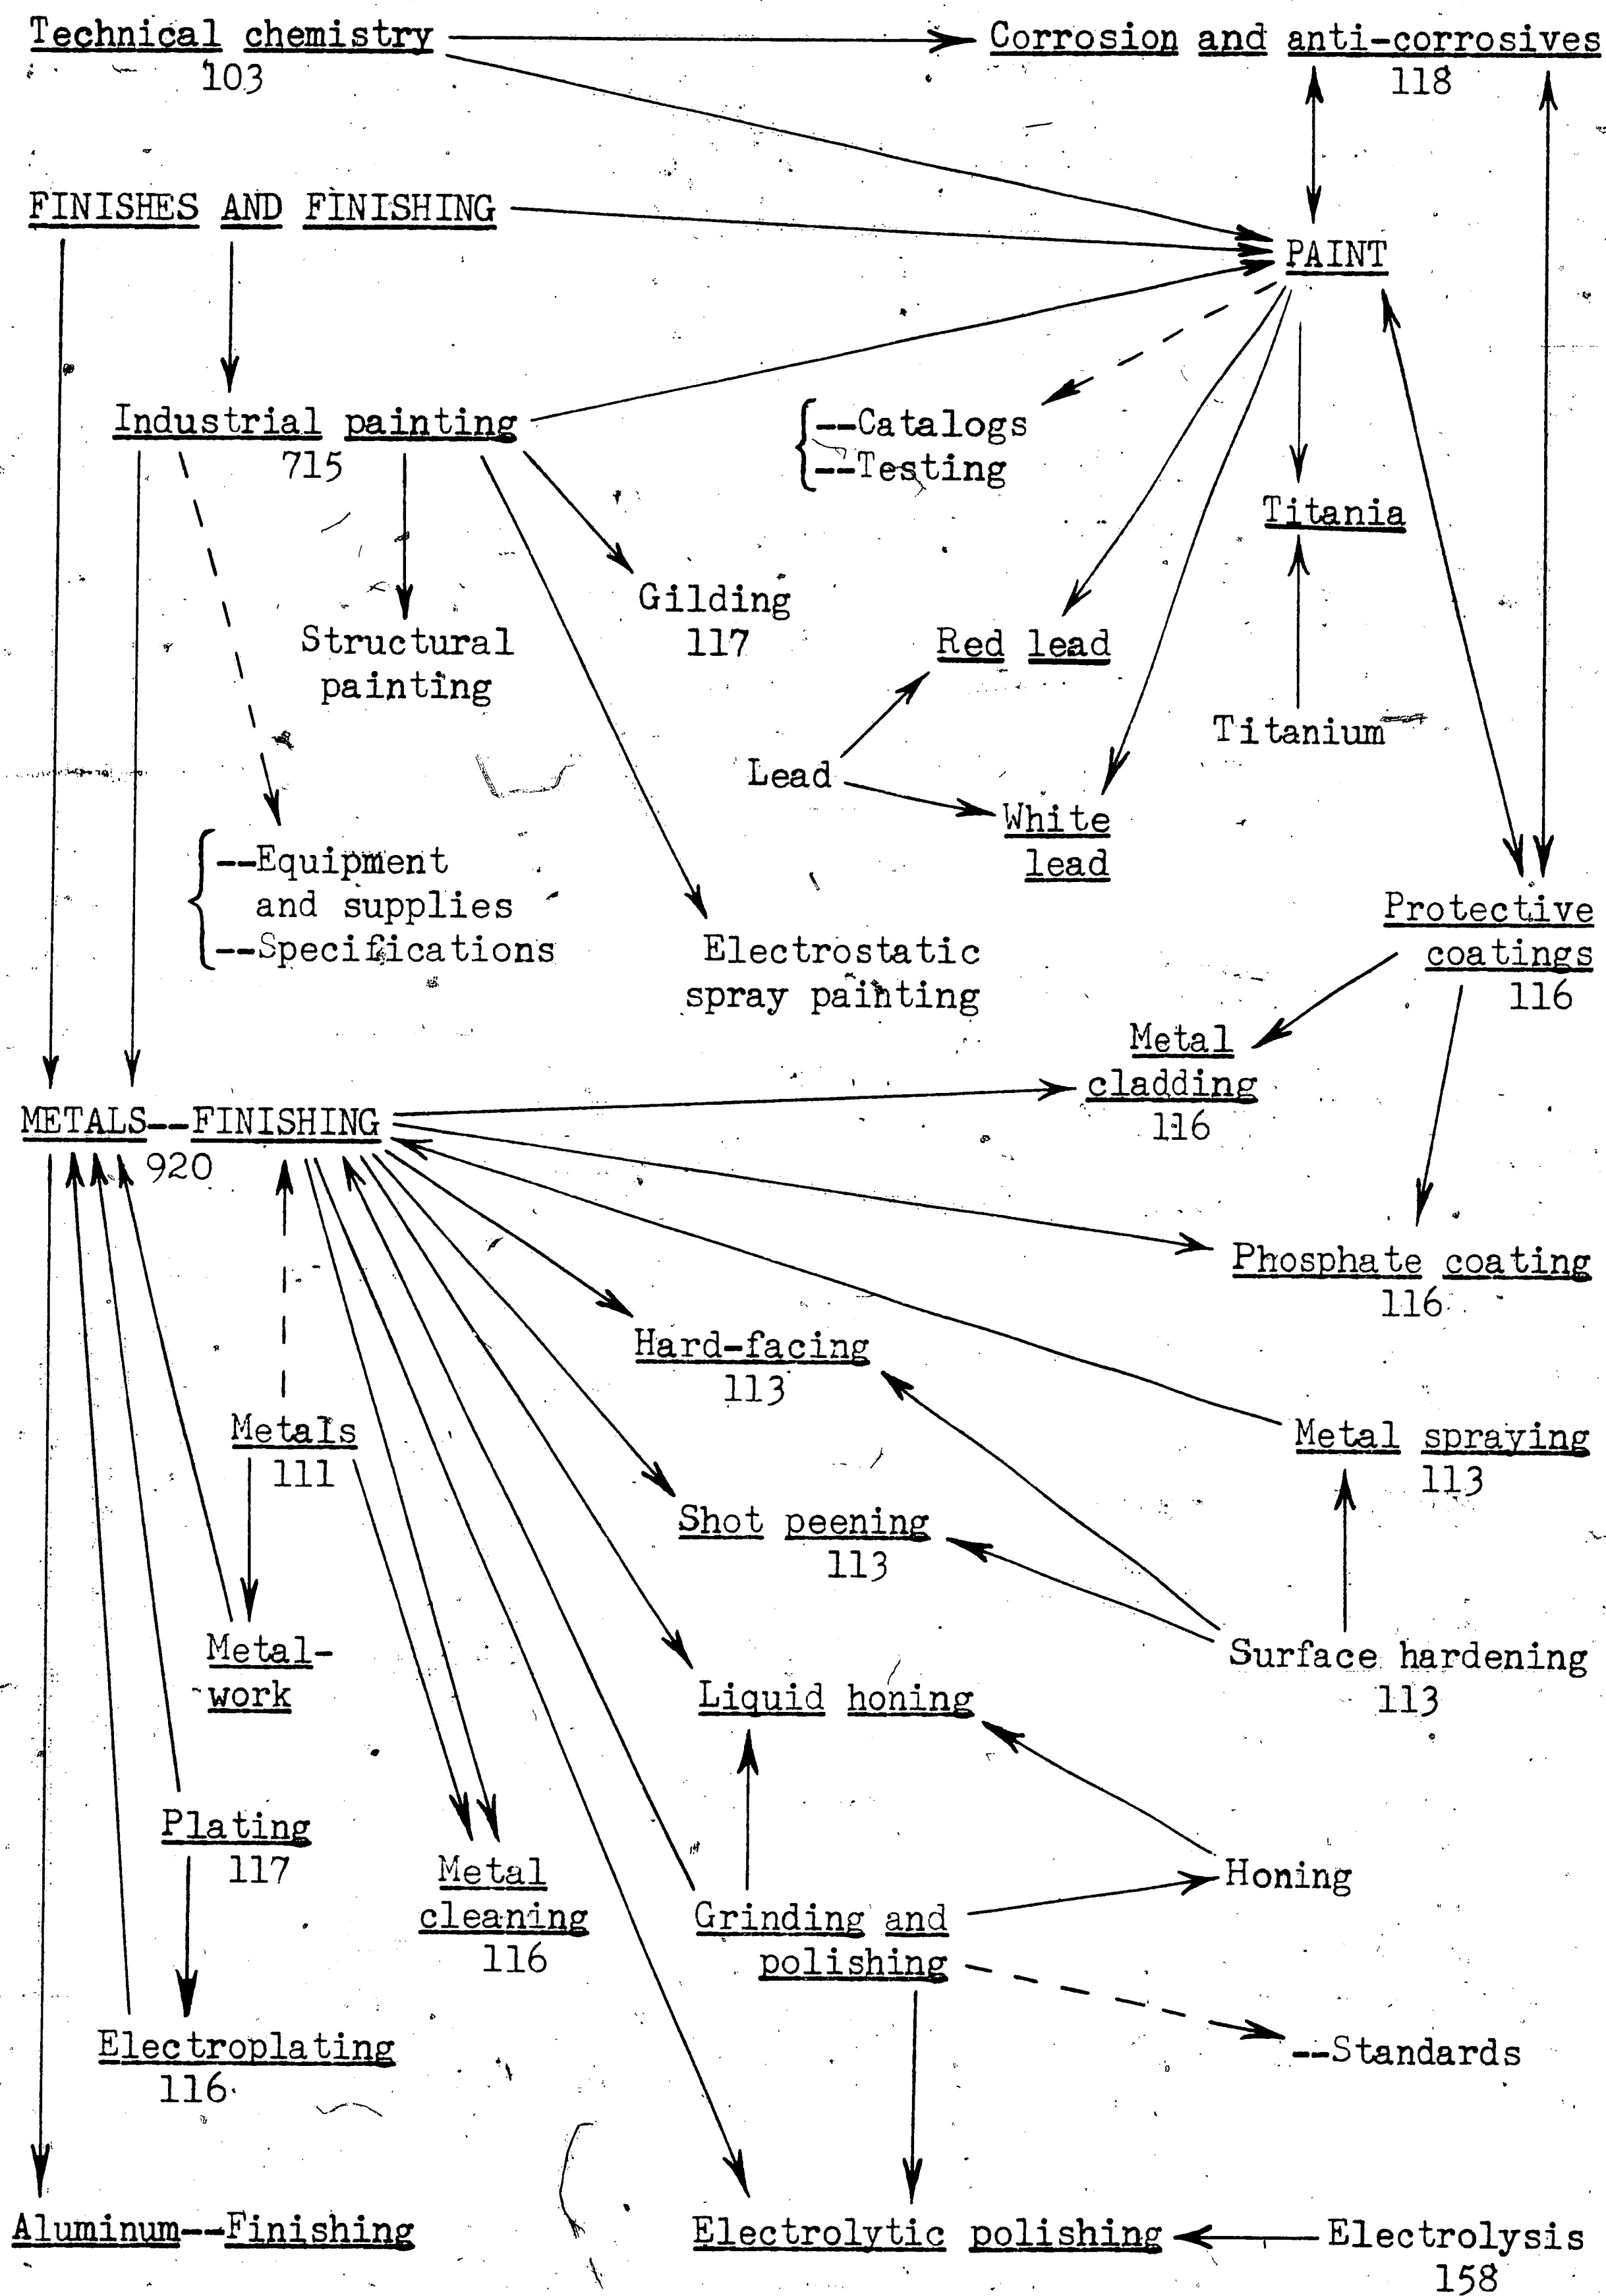 Technical chemistry
103
Corrosion and anti-corrosives
118
FINISHES AND FINISHING
PAINT
Industrial painting
715
--Catalogs
--Testing
Titania
Gilding
117
Structural
painting
Red lead
Titanium
Lead
White
lead
--Equipment
and supplies
--Specifications
Electrostatic
spray painting
Protective
coatings
116
Metal
cladding
116
METALS--FINISHING
920
Phosphate coating
116
Hard-facing
113
Metals
111
Metal spraying
113
Shot peening
113
Metal-
work
Surface hardening
113
Liquid honing
Plating
117
Metal
cleaning
116
Grinding and
polishing
Honing
Electroplating
116
--Standards
Aluminum--Finishing
Electrolytic polishing
Electrolysis
158